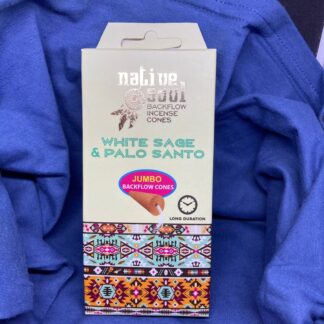 native
soul
BACKFLOW
INCENSE
CONES
WHITE SAGE
& PALO SANTO
JUMBO
BACKFLOW CONES
LONG DURATION